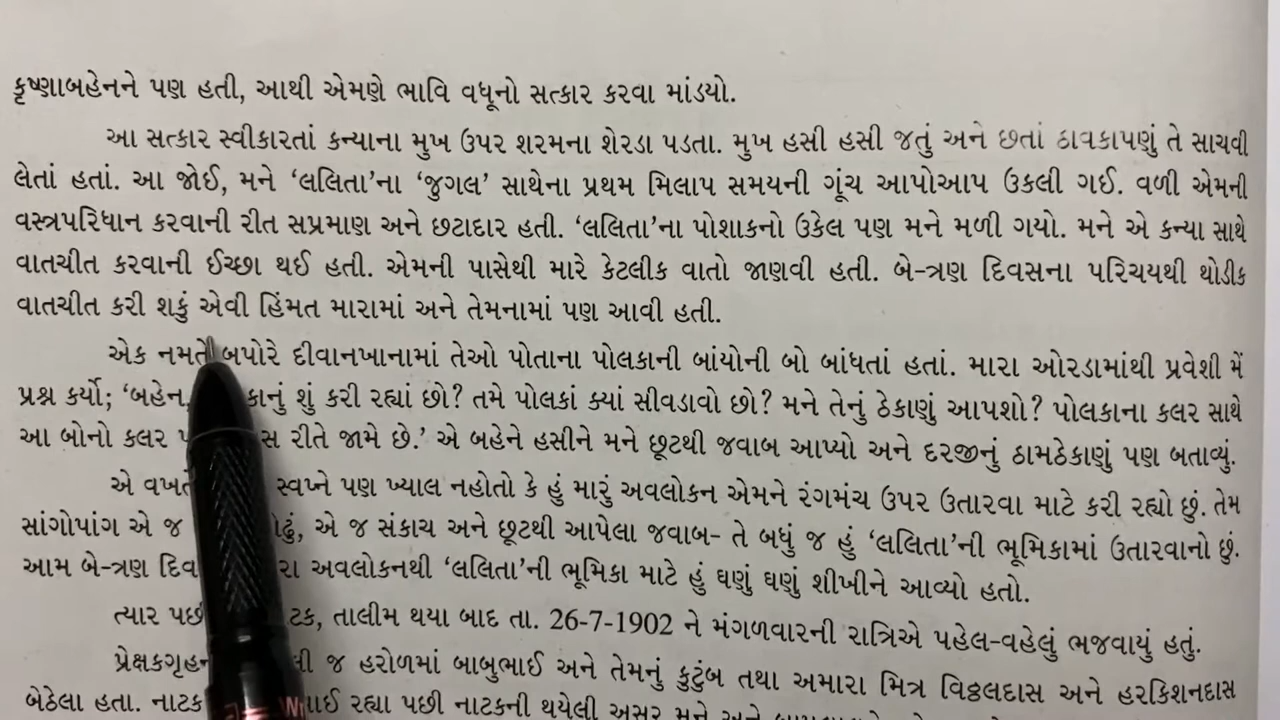 કૃષ્ણાબહેનને પણ હતી, આથી એમણે ભાવિ વધૂનો સત્કાર કરવા માંડયો.
આ સત્કાર સ્વીકારતાં કન્યાના મુખ ઉપર શરમના શેરડા પડતા. મુખ હસી હસી જતું અને છતાં ઠાવકાપણું તે સાચવી
લેતાં હતાં. આ જોઈ, મને ‘લલિતા’ના ‘જુગલ’ સાથેના પ્રથમ મિલાપ સમયની ગૂંચ આપોઆપ ઉકલી ગઈ. વળી એમની
વસ્ત્રપરિધાન કરવાની રીત સપ્રમાણ અને છટાદાર હતી. ‘લલિતા’ના પોશાકનો ઉકેલ પણ મને મળી ગયો. મને એ કન્યા સાથે
વાતચીત કરવાની ઈચ્છા થઈ હતી. એમની પાસેથી મારે કેટલીક વાતો જાણવી હતી. બે-ત્રણ દિવસના પરિચયથી થોડીક
વાતચીત કરી શકું એવી હિંમત મારામાં અને તેમનામાં પણ આવી હતી.
એક નમતે બપોરે દીવાનખાનામાં તેઓ પોતાના પોલકાની બાંયોની બો બાંધતાં હતાં. મારા ઓરડામાંથી પ્રવેશી મેં
પ્રશ્ન કર્યો; ‘બહેન, કાનું શું કરી રહ્યાં છો? તમે પોલકાં ક્યાં સીવડાવો છો? મને તેનું ઠેકાણું આપશો? પોલકાના કલર સાથે
આ બોનો કલર સ રીતે જામે છે.’ એ બહેને હસીને મને છૂટથી જવાબ આપ્યો અને દરજીનું ઠામઠેકાણું પણ બતાવ્યું.
એ વખતે સ્વપ્ને પણ ખ્યાલ નહોતો કે હું મારું અવલોકન એમને રંગમંચ ઉપર ઉતારવા માટે કરી રહ્યો છું. તેમ
સાંગોપાંગ એ જ ઢું, એ જ સંકાચ અને છૂટથી આપેલા જવાબ- તે બધું જ હું ‘લલિતા’ની ભૂમિકામાં ઉતારવાનો છું.
આમ બે-ત્રણ દિવ રા અવલોકનથી ‘લલિતા’ની ભૂમિકા માટે હું ઘણું ઘણું શીખીને આવ્યો હતો.
ત્યાર પછી ટક, તાલીમ થયા બાદ તા. 26-7-1902 ને મંગળવારની રાત્રિએ પહેલ-વહેલું ભજવાયું હતું.
પ્રેક્ષકગૃહન લી જ હરોળમાં બાબુભાઈ અને તેમનું કુટુંબ તથા અમારા મિત્ર વિઠ્ઠલદાસ અને હરકિશનદાસ
બેઠેલા હતા. નાટક ાઈ રહ્યા પછી નાટકની થયેલી અસર મને અને